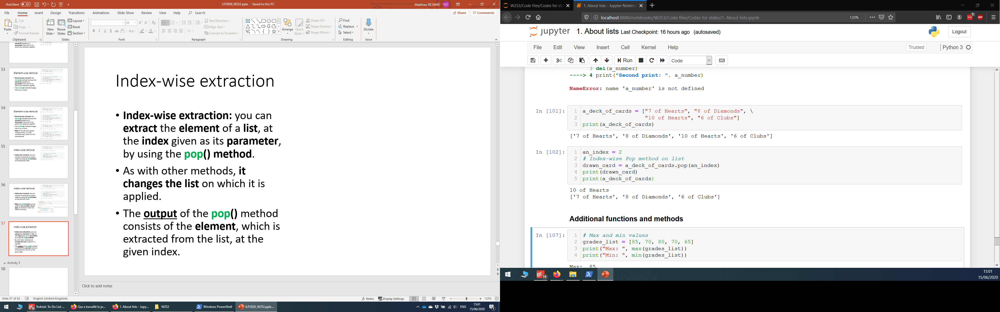 AutoSave Off
ILP2020_W2S3.pptx - Saved to this PC
Matthieu DE MARI MD
File Home Insert Design Transitions Animations Slide Show Review View Help Search
Share Comments
Paste
Cut
Copy
Format Painter
Clipboard
New Slide
Reuse Slides
Layout
Reset
Section
Slides
28
Font
Text Direction
Align Text
Convert to SmartArt
Paragraph
Arrange
Quick Styles
Shape Fill
Shape Outline
Shape Effects
Drawing
Find
Replace
Select
Editing
Dictate
Voice
53
Element-wise removal
54
Element-wise removal
55
Index-wise removal
56
Index-wise removal
57
Index-wise extraction
Activity 5
58
Index-wise extraction
• Index-wise extraction: you can
extract the element of a list, at
the index given as its parameter,
by using the pop() method.
• As with other methods, it
changes the list on which it is
applied.
• The output of the pop() method
consists of the element, which is
extracted from the list, at the
given index.
Click to add notes
Slide 57 of 62 English (United Kingdom)
Notes Display Settings 122%
19 Todoist: To-Do List ... Qui a travaillé le jo... 1. About lists - Jupy... W2S3 Windows PowerShell ILP2020_W2S3.pptx...
ENG 15:01
15/06/2020 1
W2S3/Code files/Codes for slid
1. About lists - Jupyter Notebo
localhost:8888/notebooks/W2S3/Code files/Codes for slides/1. About lists.ipynb
120%
1 ABP
jupyter 1. About lists Last Checkpoint: 16 hours ago (autosaved)
Logout
File Edit View Insert Cell Kernel Help
Trusted Python 3
Run
Code
3 del(a_number)
----> 4 print("Second print: ", a_number)
NameError: name 'a_number' is not defined
In [101]:
1 a_deck_of_cards = ["7 of Hearts", "8 of Diamonds", \
2 "10 of Hearts", "6 of Clubs"]
3 print(a_deck_of_cards)
['7 of Hearts', '8 of Diamonds', '10 of Hearts', '6 of Clubs']
In [102]:
1 an_index = 2
2 # Index-wise Pop method on list
3 drawn_card = a_deck_of_cards.pop(an_index)
4 print(drawn_card)
5 print(a_deck_of_cards)
10 of Hearts
['7 of Hearts', '8 of Diamonds', '6 of Clubs']
Additional functions and methods
In [107]:
1 # Max and min values
2 grades_list = [85, 70, 80, 70, 65]
3 print("Max: ", max(grades_list))
4 print("Min: ", min(grades_list))
Max: 85
19
15:01
15/06/2020